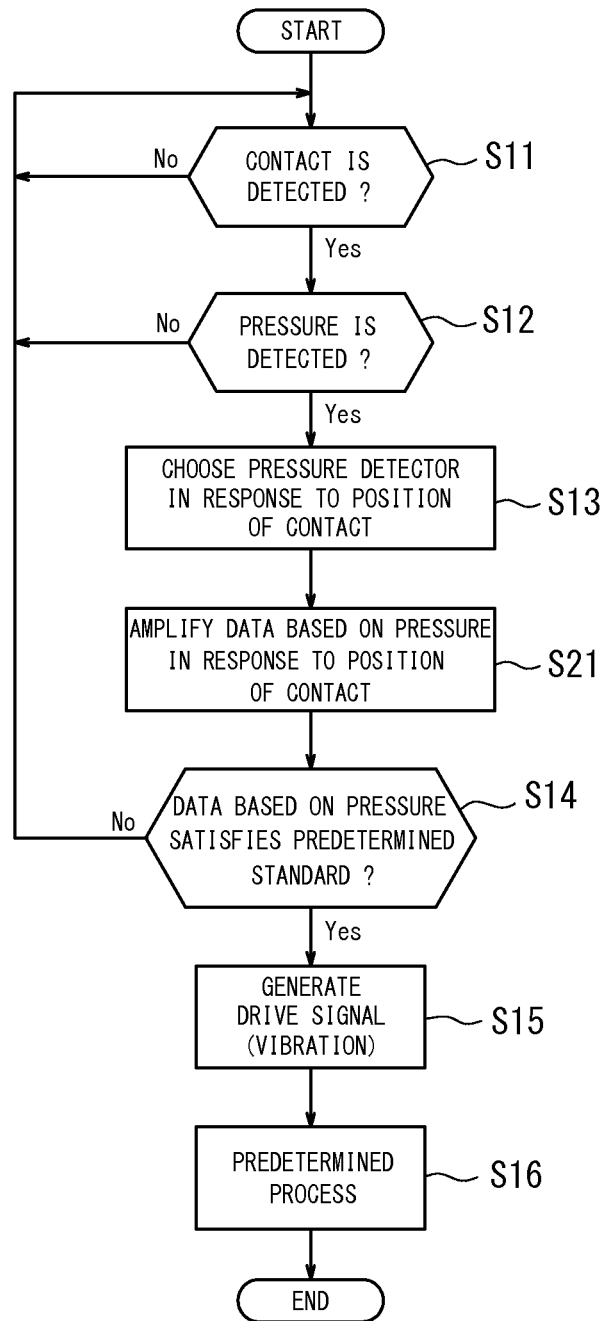 START
CONTACT IS
DETECTED ?
S11
No
Yes
PRESSURE IS
DETECTED ?
S12
No
Yes
CHOOSE PRESSURE DETECTOR
IN RESPONSE TO POSITION
OF CONTACT
S13
AMPLIFY DATA BASED ON PRESSURE
IN RESPONSE TO POSITION
OF CONTACT
S21
DATA BASED ON PRESSURE
SATISFIES PREDETERMINED
STANDARD ?
S14
No
Yes
GENERATE
DRIVE SIGNAL
(VIBRATION)
S15
PREDETERMINED
PROCESS
S16
END